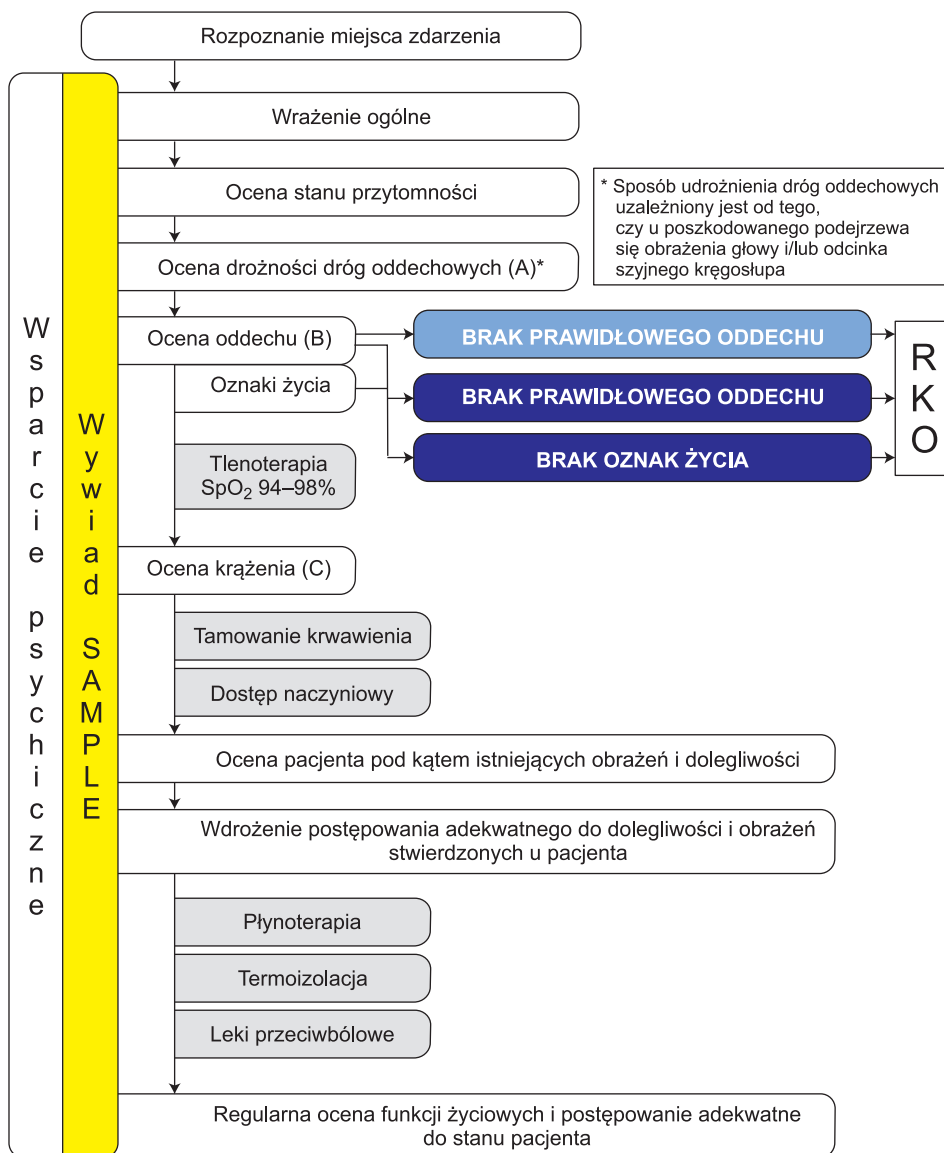 Rozpoznanie miejsca zdarzenia
Wrażenie ogólne
Ocena stanu przytomności
* Sposób udrożnienia dróg oddechowych
uzależniony jest od tego,
czy u poszkodowanego podejrzewa
się obrażenia głowy i/lub odcinka
szyjnego kręgosłupa
Ocena drożności dróg oddechowych (A)*
Ocena oddechu (B)
BRAK PRAWIDŁOWEGO ODDECHU
Oznaki życia
BRAK PRAWIDŁOWEGO ODDECHU
BRAK OZNAK ŻYCIA
RKO
Tlenoterapia
SpO₂ 94–98%
Ocena krążenia (C)
Tamowanie krwawienia
Dostęp naczyniowy
Ocena pacjenta pod kątem istniejących obrażeń i dolegliwości
Wdrożenie postępowania adekwatnego do dolegliwości i obrażeń
stwierdzonych u pacjenta
Płynoterapia
Termoizolacja
Leki przeciwbólowe
Regularna ocena funkcji życiowych i postępowanie adekwatne
do stanu pacjenta
Wsparcie psychiczne
Wywiad SAMPLE